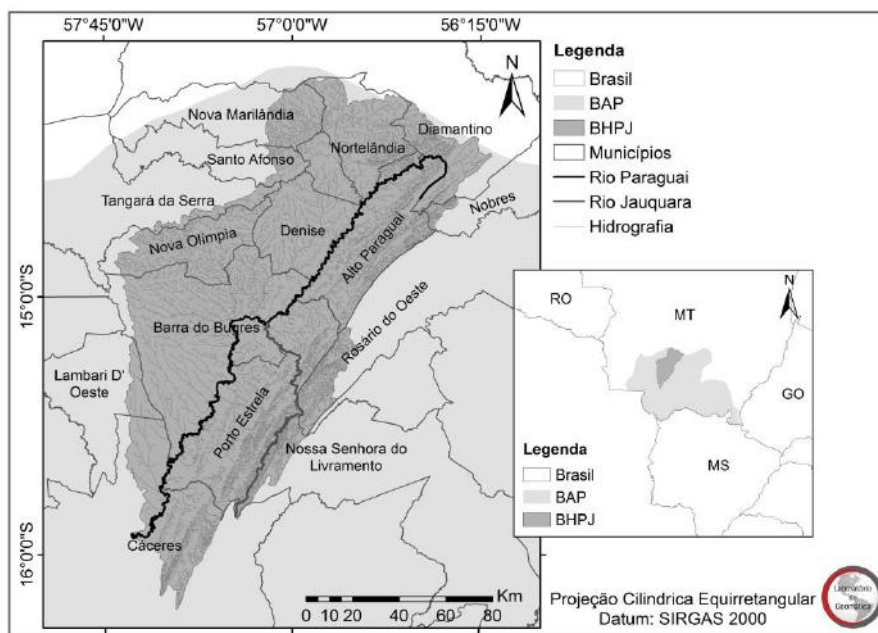 57°45'0"W 57°0'0"W 56°15'0"W
15°0'0"S
16°0'0"S
N
Nova Marilândia
Diamantino
Santo Afonso
Nortelândia
Tangará da Serra
Nobres
Nova Olímpia
Denise
Alto Paraguai
Barra do Bugres
Rosário do Oeste
Lambari D'
Oeste
Porto Estrela
Nossa Senhora do
Livramento
Cáceres
Km
0 10 20 40 60 80
Legenda
Brasil
BAP
BHPJ
Municípios
Rio Paraguai
Rio Jauquara
Hidrografia
N
RO
MT
GO
MS
Legenda
Brasil
BAP
BHPJ
Projeção Cilindrica Equirretangular
Datum: SIRGAS 2000
Laboratório
de
Geomática